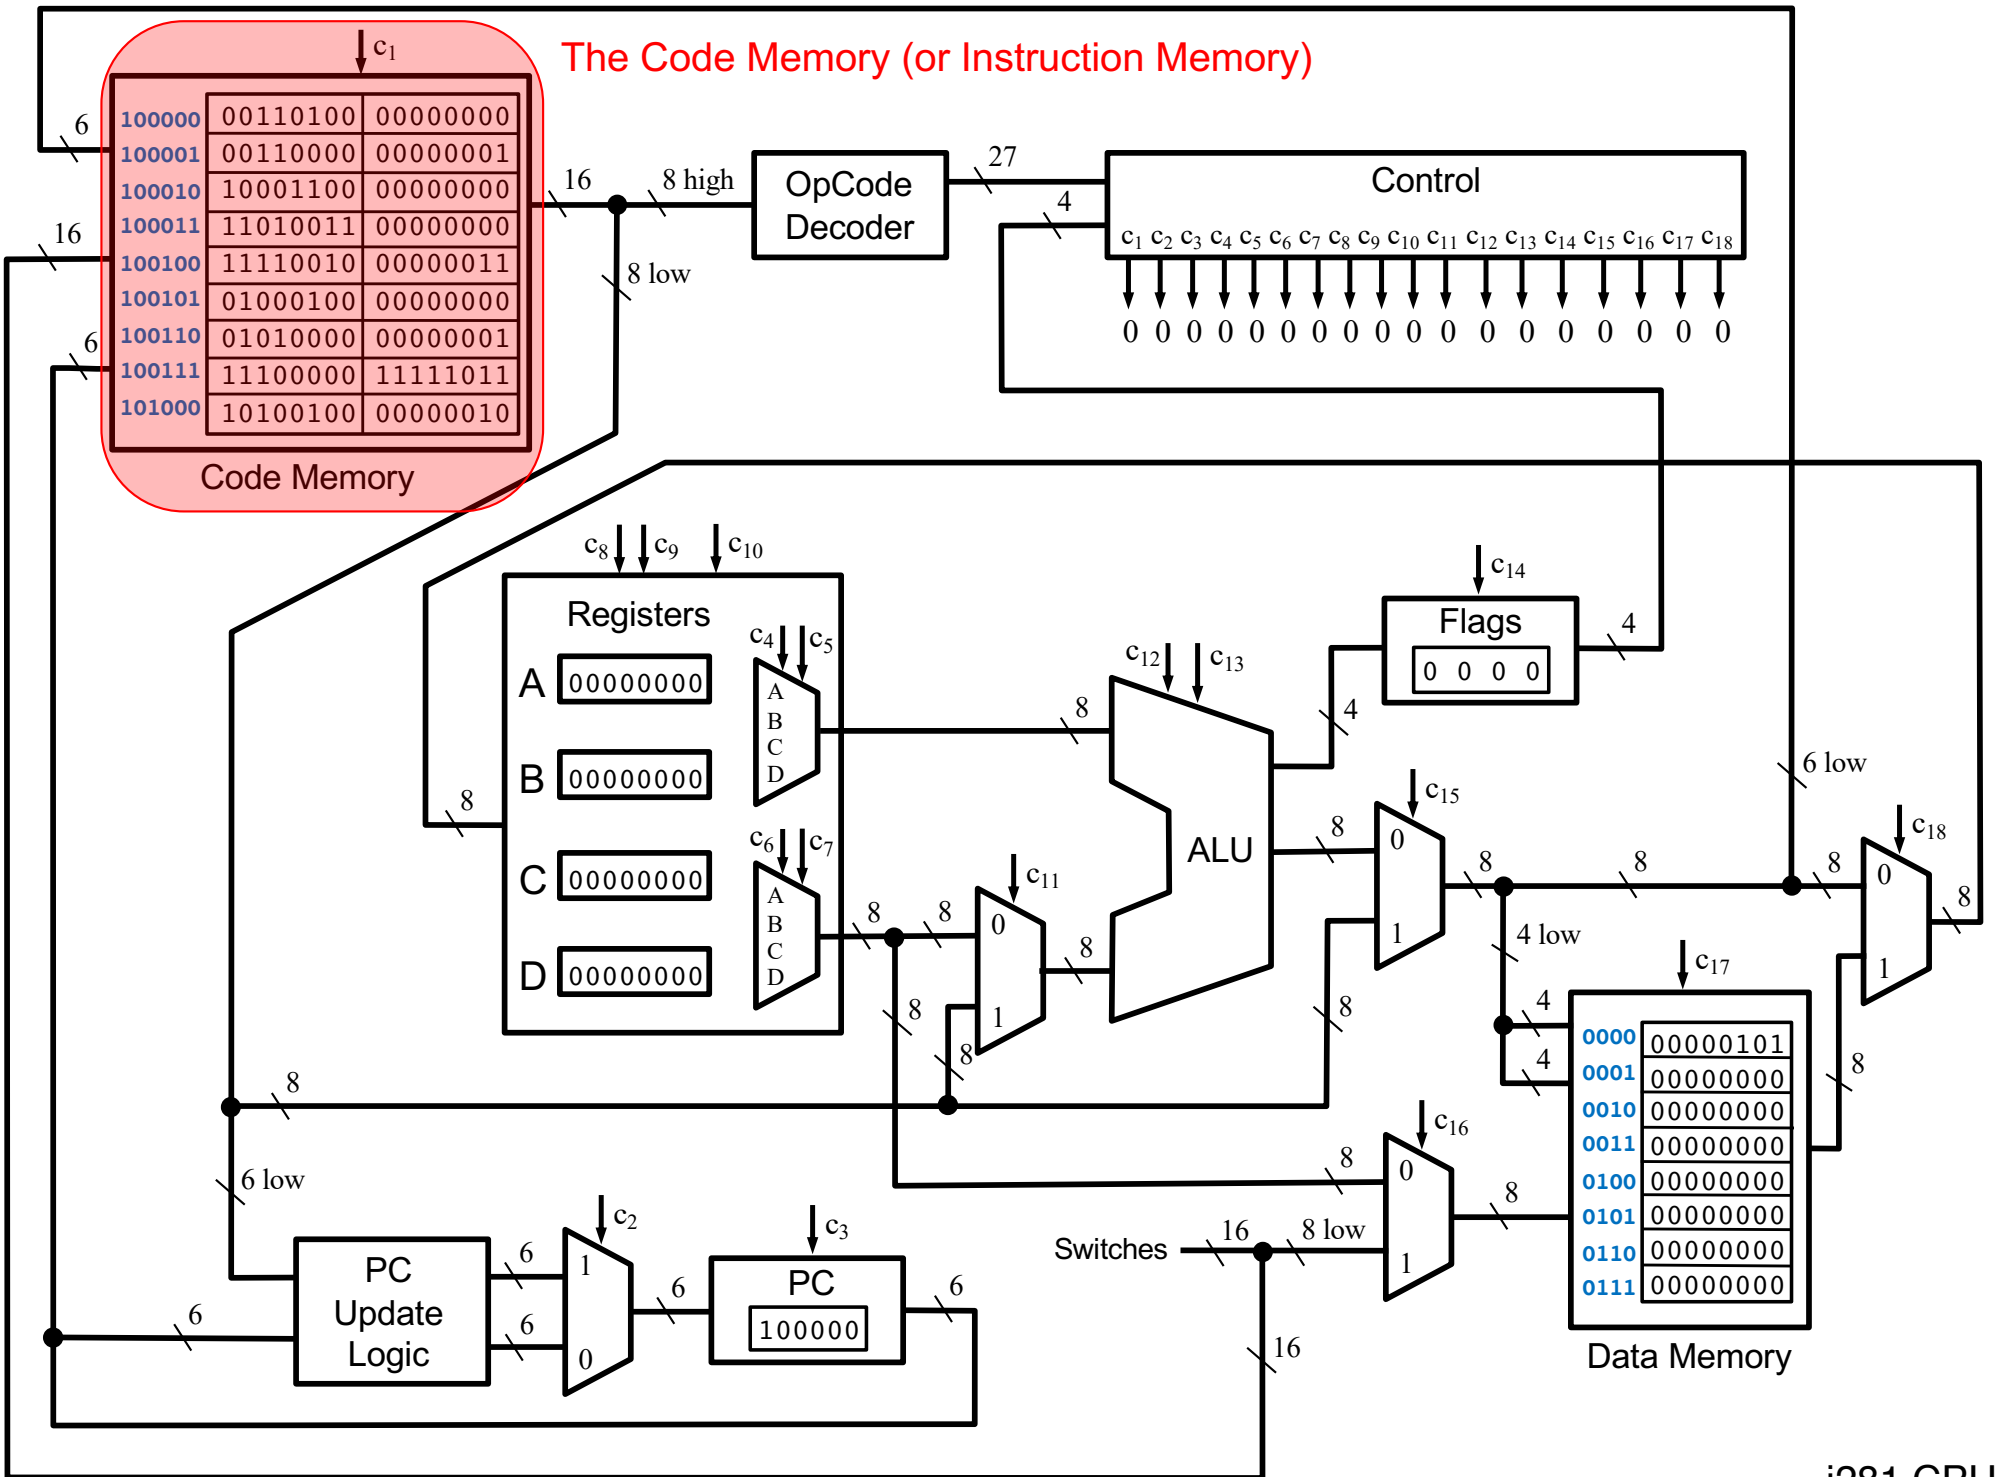 The Code Memory (or Instruction Memory)
c1
100000 00110100 00000000
100001 00110000 00000001
100010 10001100 00000000
100011 11010011 00000000
100100 11110010 00000011
100101 01000100 00000000
100110 01010000 00000001
100111 11100000 11111011
101000 10100100 00000010
Code Memory
6
16
6
16
8 high
8 low
OpCode
Decoder
27
4
Control
c1 c2 c3 c4 c5 c6 c7 c8 c9 c10 c11 c12 c13 c14 c15 c16 c17 c18
0 0 0 0 0 0 0 0 0 0 0 0 0 0 0 0 0 0
c8 c9 c10
Registers
A 00000000
B 00000000
C 00000000
D 00000000
8
c4 c5
A
B
C
D
c6 c7
A
B
C
D
8
8
8
8
c11
0
1
8
8
c12 c13
ALU
c14
Flags
0 0 0 0
4
4
8
c15
0
1
8
8
8
8
6 low
4 low
4
4
c18
0
1
8
8
c17
0000 00000101
0001 00000000
0010 00000000
0011 00000000
0100 00000000
0101 00000000
0110 00000000
0111 00000000
Data Memory
8
6 low
6
PC
Update
Logic
6
6
c2
1
0
6
c3
PC
100000
6
Switches
16
8 low
16
8
c16
0
1
8